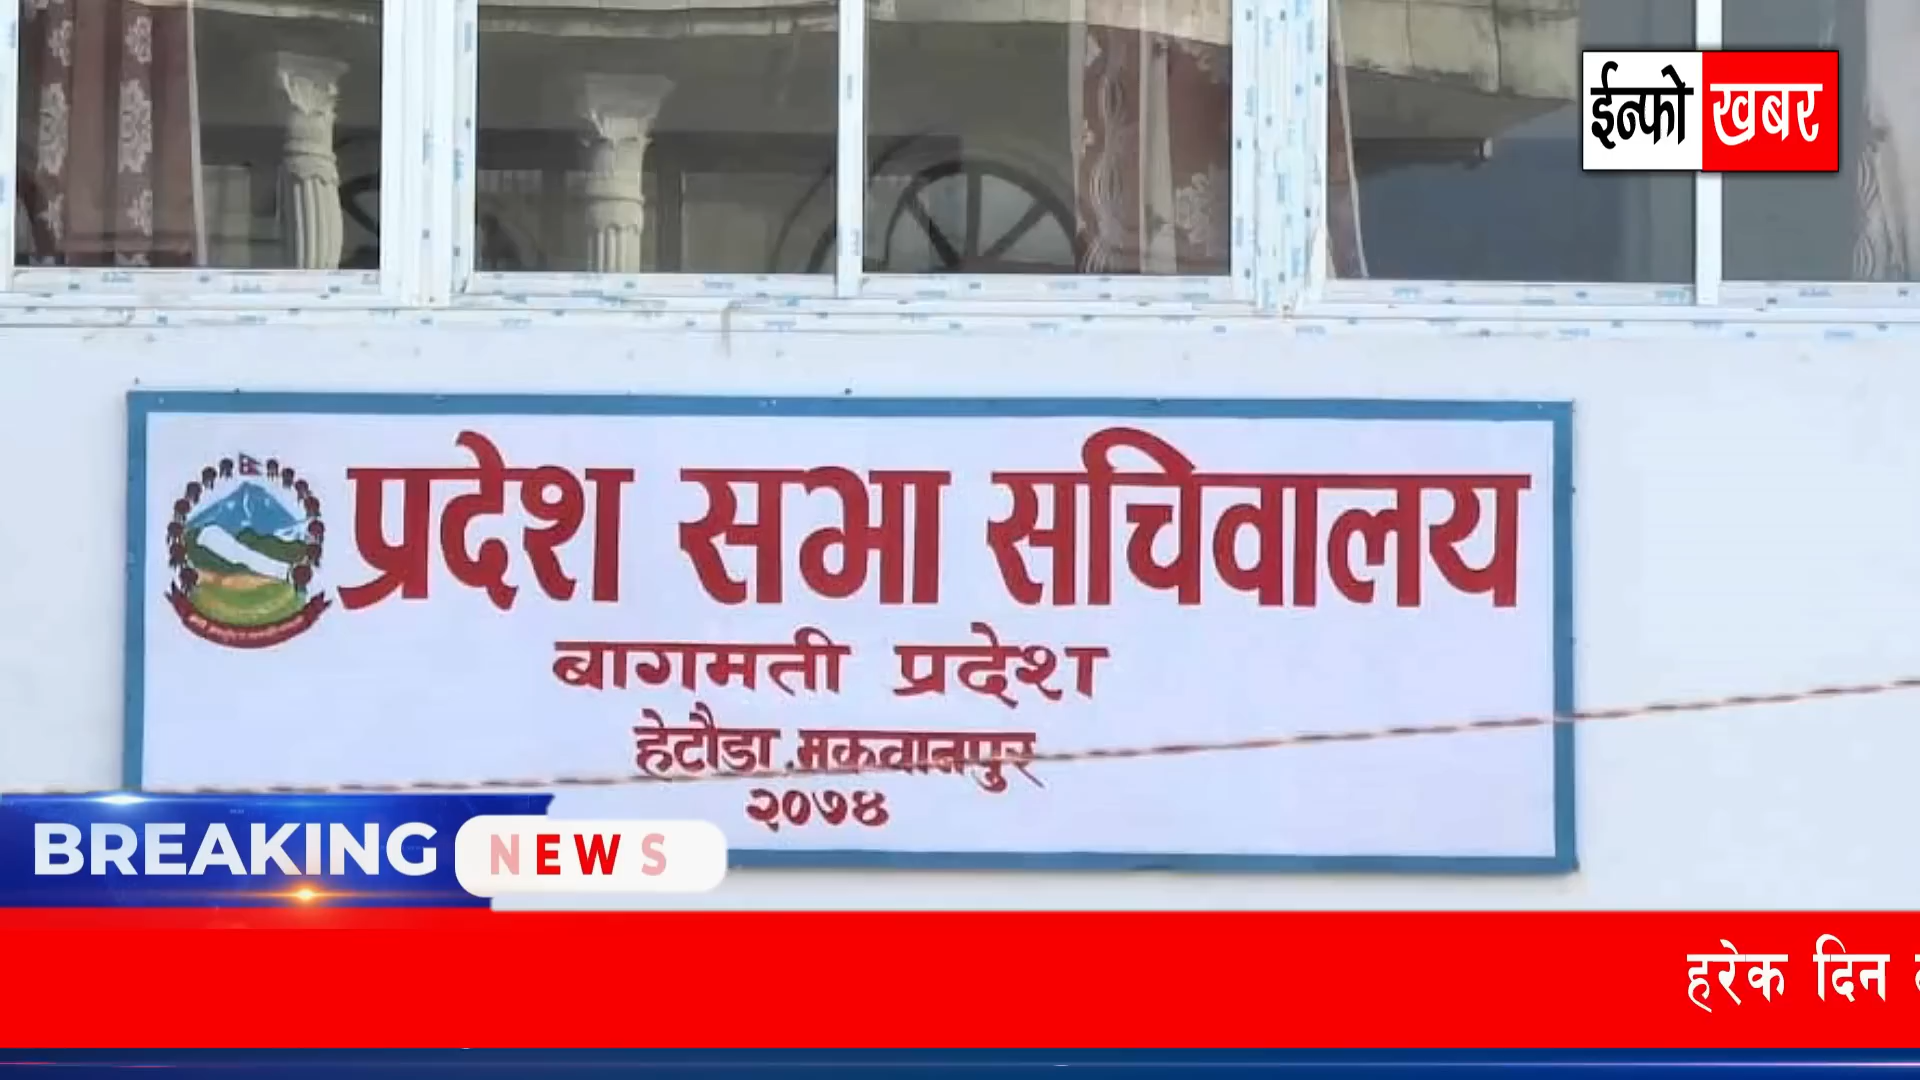 ईन्फो खबर
प्रदेश सभा सचिवालय
बागमती प्रदेश
हेटौडा, मकवानपुर
२०७४
BREAKING NEWS
हरेक दिन